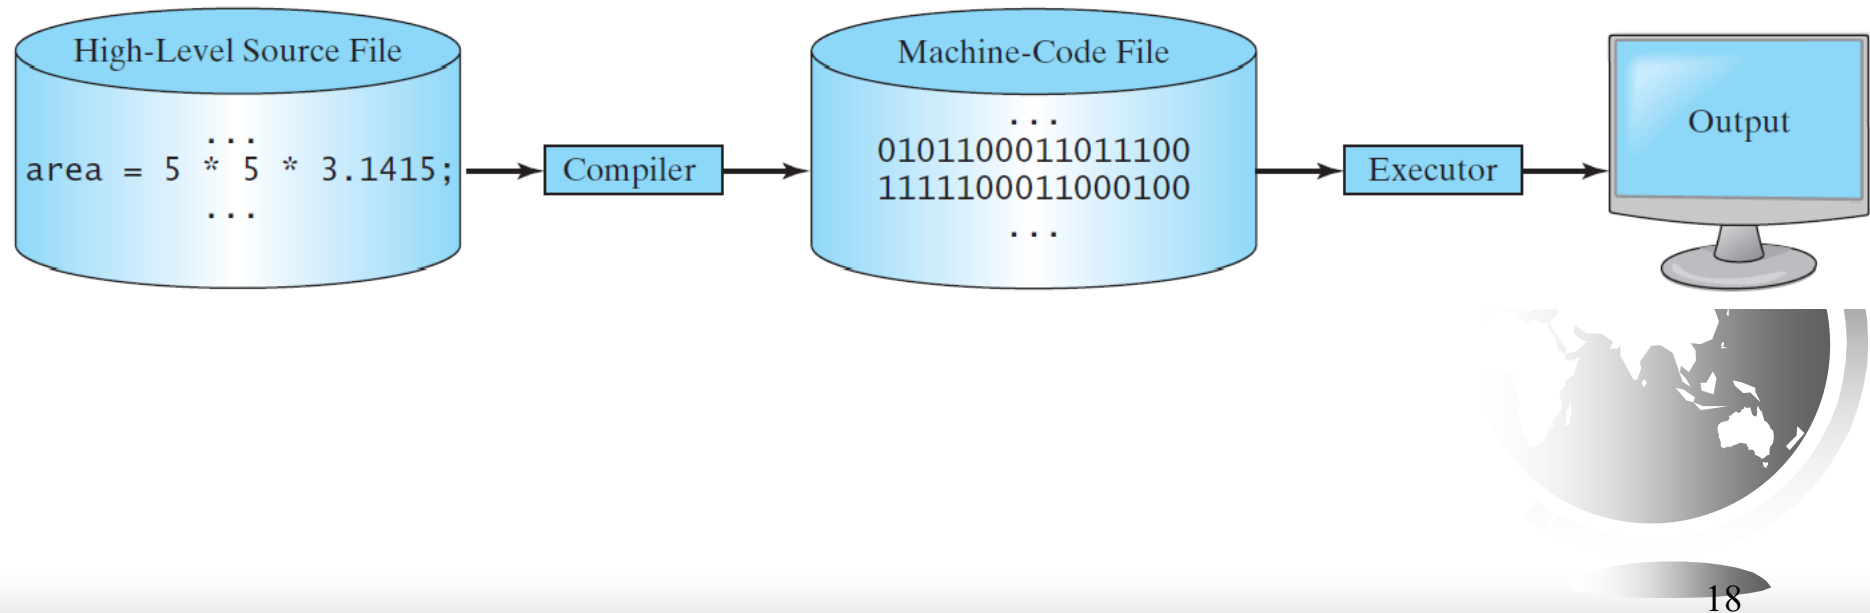 High-Level Source File
...
area = 5 * 5 * 3.1415;
...
Compiler
Machine-Code File
...
0101100011011100
1111100011000100
...
Executor
Output
18